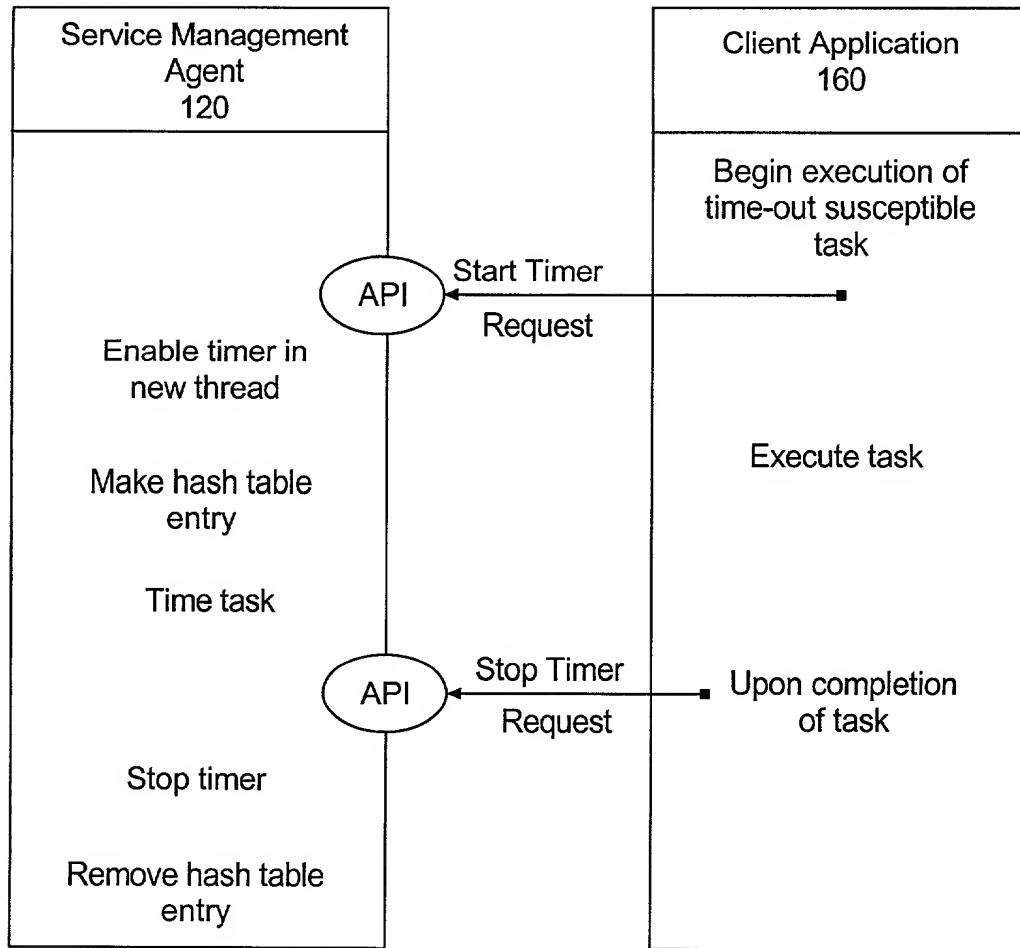 Service Management
Agent
120
Client Application
160
Begin execution of
time-out susceptible
task
API
Start Timer
Request
Enable timer in
new thread
Execute task
Make hash table
entry
Time task
API
Stop Timer
Request
Upon completion
of task
Stop timer
Remove hash table
entry